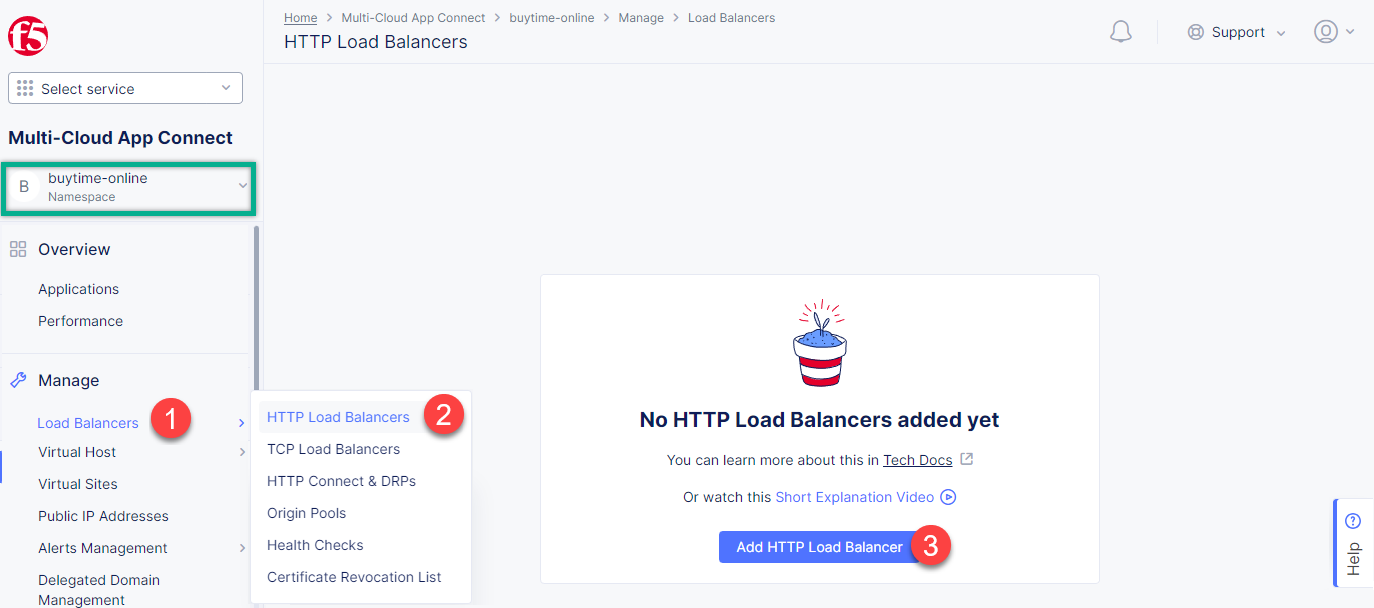 f5
Select service
Multi-Cloud App Connect
B
buytime-online
Namespace
Overview
Applications
Performance
Manage
Load Balancers
1
Virtual Host
Virtual Sites
Public IP Addresses
Alerts Management
Delegated Domain
Management
HTTP Load Balancers
2
TCP Load Balancers
HTTP Connect & DRPs
Origin Pools
Health Checks
Certificate Revocation List
Home > Multi-Cloud App Connect > buytime-online > Manage > Load Balancers
HTTP Load Balancers
Support
No HTTP Load Balancers added yet
You can learn more about this in Tech Docs
Or watch this Short Explanation Video
Add HTTP Load Balancer
3
? Help